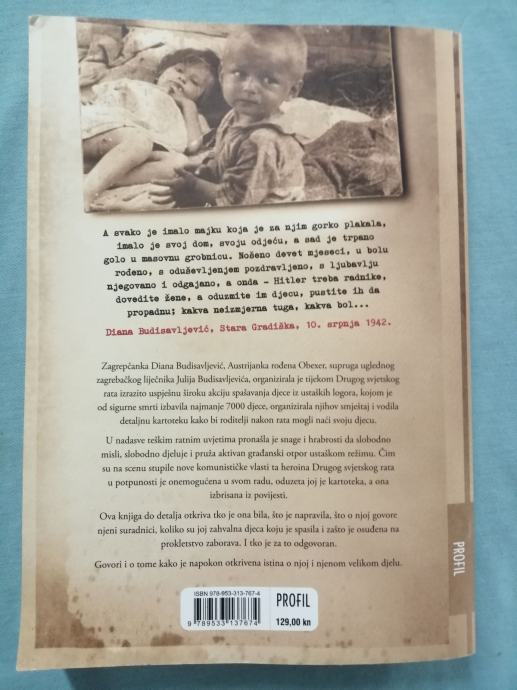 A svako je imalo majku koja je za njim gorko plakala,
imalo je svoj dom, svoju odjeću, a sad je trpano
golo u masovnu grobnicu. Nošeno devet mjeseci, u bolu
rođeno, s oduševljenjem pozdravljeno, s ljubavlju
njegovano i odgajano, a onda – Hitler treba radnike,
dovedite žene, a oduzmite im djecu, pustite ih da
propadnu; kakva neizmjerna tuga, kakva bol...
Diana Budisavljević, Stara Gradiška, 10. srpnja 1942.
Zagrepčanka Diana Budisavljević, Austrijanka rođena Obexer, supruga uglednog
zagrebačkog liječnika Julija Budisavljevića, organizirala je tijekom Drugog svjetskog
rata izrazito uspješnu široku akciju spašavanja djece iz ustaških logora, kojom je
od sigurne smrti izbavila najmanje 7000 djece, organizirala njihov smještaj i vodila
detaljnu kartoteku kako bi roditelji nakon rata mogli naći svoju djecu.
U nadasve teškim ratnim uvjetima pronašla je snage i hrabrosti da slobodno
misli, slobodno djeluje i pruža aktivan građanski otpor ustaškom režimu. Čim
su na scenu stupile nove komunističke vlasti ta heroina Drugog svjetskog rata
u potpunosti je onemogućena u svom radu, oduzeta joj je kartoteka, a ona
izbrisana iz povijesti.
Ova knjiga do detalja otkriva tko je ona bila, što je napravila, što o njoj govore
njeni suradnici, koliko su joj zahvalna djeca koju je spasila i zašto je osuđena na
prokletstvo zaborava. I tko je za to odgovoran.
Govori i o tome kako je napokon otkrivena istina o njoj i njenom velikom djelu.
PROFIL
ISBN 978-953-313-767-4
9 789533 137674
PROFIL
129,00 kn